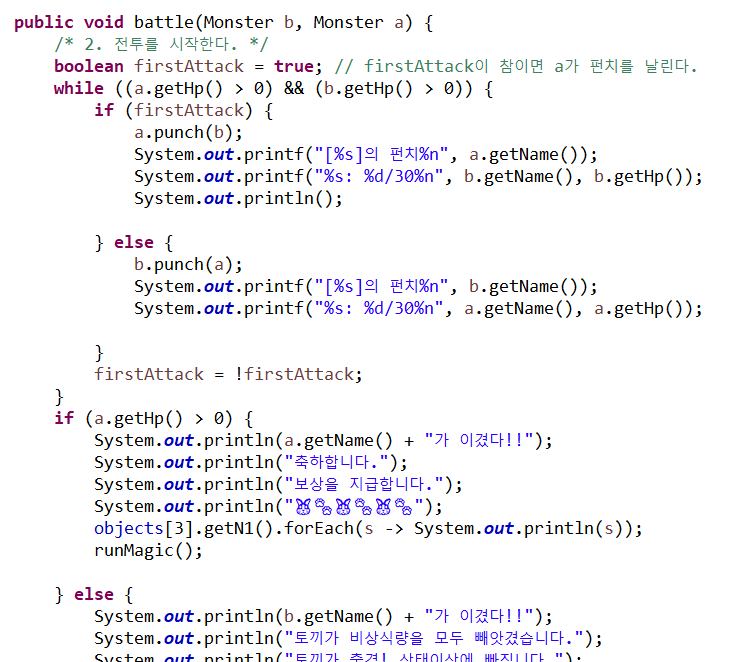 public void battle(Monster b, Monster a) {
/* 2. 전투를 시작한다. */
boolean firstAttack = true; // firstAttack이 참이면 a가 펀치를 날린다.
while ((a.getHp() > 0) && (b.getHp() > 0)) {
if (firstAttack) {
a.punch(b);
System.out.printf("[%s]의 펀치%n", a.getName());
System.out.printf("%s: %d/30%n", b.getName(), b.getHp());
System.out.println();
} else {
b.punch(a);
System.out.printf("[%s]의 펀치%n", b.getName());
System.out.printf("%s: %d/30%n", a.getName(), a.getHp());
}
firstAttack = !firstAttack;
}
if (a.getHp() > 0) {
System.out.println(a.getName() + "가 이겼다!!");
System.out.println("축하합니다.");
System.out.println("보상을 지급합니다.");
System.out.println("🐰🐾🐰🐾🐰🐾");
objects[3].getN1().forEach(s -> System.out.println(s));
runMagic();
} else {
System.out.println(b.getName() + "가 이겼다!!");
System.out.println("토끼가 비상식량을 모두 빼앗겼습니다.");
System.out.println("토끼가 충격! 상태이상에 빠집니다.");